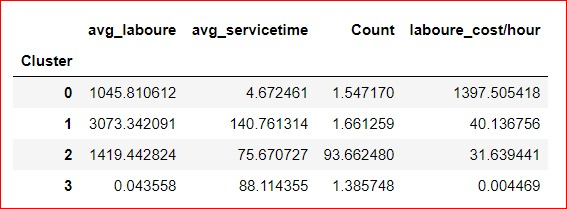 avg_laboure avg_servicetime Count laboure_cost/hour
Cluster
0 1045.810612 4.672461 1.547170 1397.505418
1 3073.342091 140.761314 1.661259 40.136756
2 1419.442824 75.670727 93.662480 31.639441
3 0.043558 88.114355 1.385748 0.004469